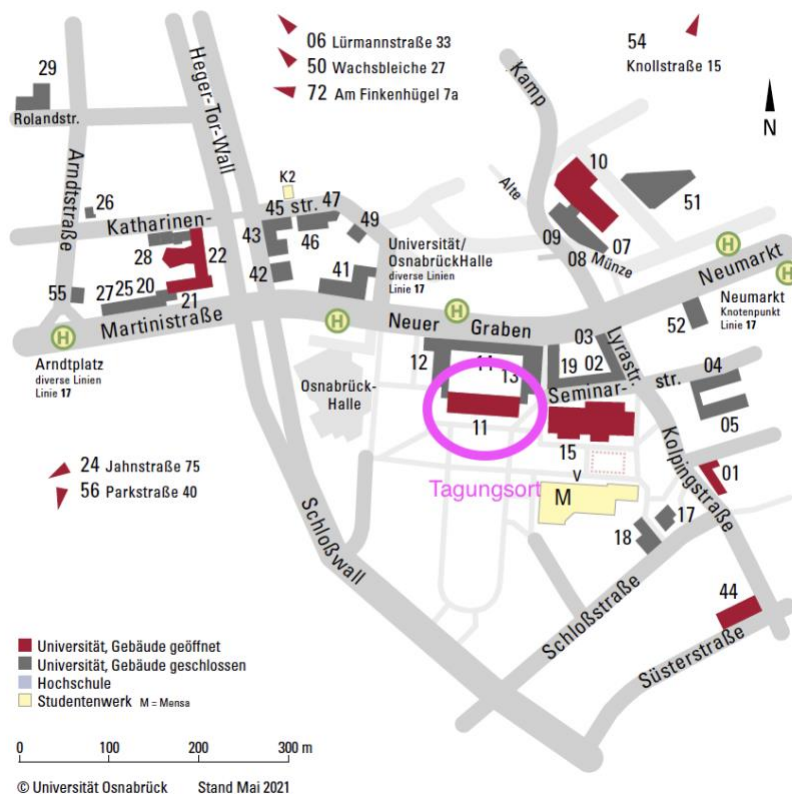 06 Lürmannstraße 33
50 Wachsbleiche 27
72 Am Finkenhügel 7a
54
Knollstraße 15
N
29
Rolandstr.
Arndtstraße
Heger-Tor-Wall
Kamp
Alte
Münze
10
51
09
08
07
26
K2
Katharinen-
str.
45
47
43
46
49
42
41
28
22
20
21
55
27
25
Martinistraße
Universität/
OsnabrückHalle
diverse Linien
Linie 17
H
H
H
H
H
Neumarkt
Neumarkt
Knotenpunkt
Linie 17
Neuer Graben
Arndtplatz
diverse Linien
Linie 17
Osnabrück-
Halle
12
14
13
11
03
19
02
Lyrastr.
52
Seminar-
str.
04
05
15
Tagungsort
V
M
Kolpingstraße
01
17
18
24 Jahnstraße 75
56 Parkstraße 40
Schloßwall
Schloßstraße
44
Süsterstraße
Universität, Gebäude geöffnet
Universität, Gebäude geschlossen
Hochschule
Studentenwerk M = Mensa
0 100 200 300 m
© Universität Osnabrück Stand Mai 2021